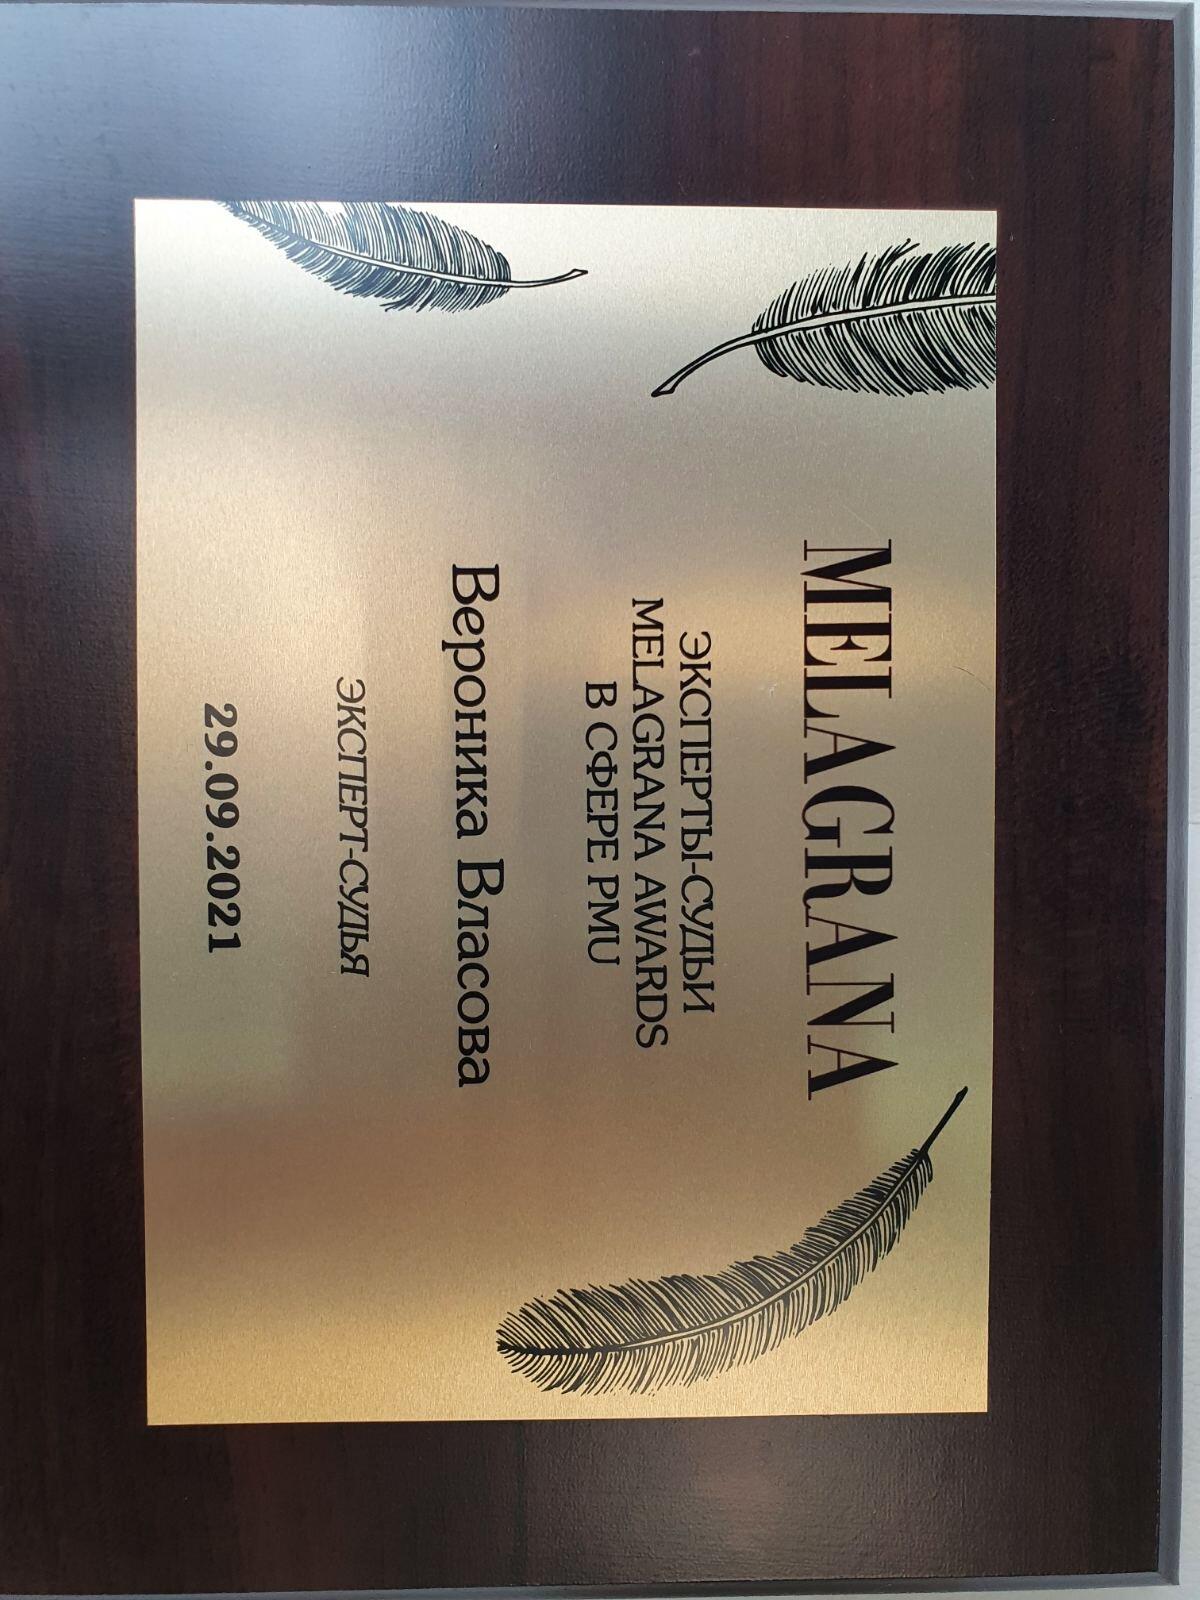 MELAGRANA
ЭКСПЕРТЫ-СУДЬИ
MELAGRANA AWARDS
В СФЕРЕ PMU
Вероника Власова
ЭКСПЕРТ-СУДЬЯ
29.09.2021